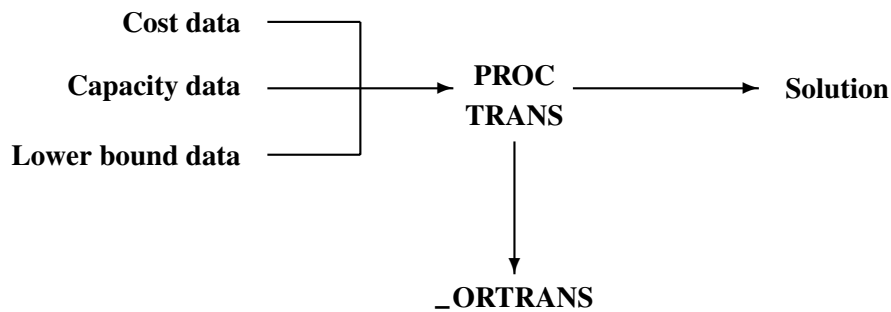 Cost data
Capacity data
Lower bound data
PROC
TRANS
Solution
_ORTRANS